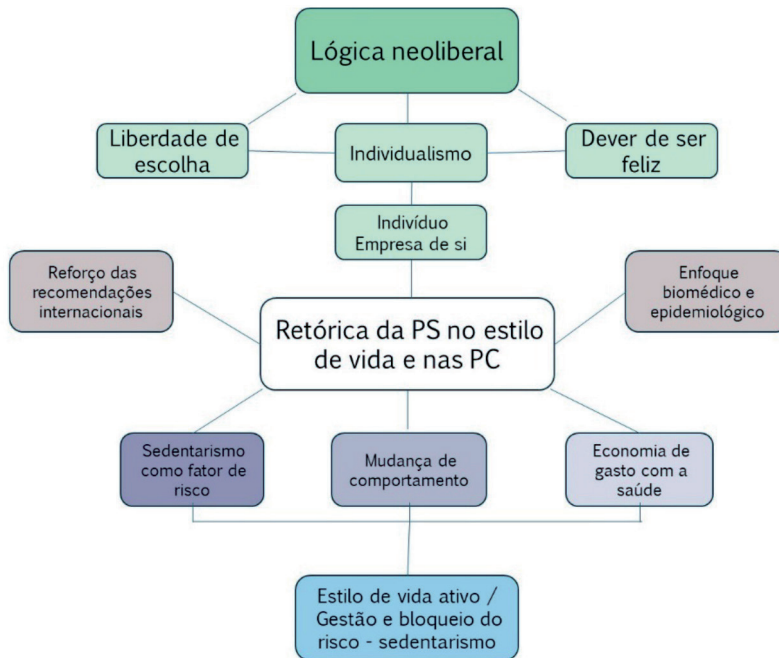 Lógica neoliberal
Liberdade de
escolha
Individualismo
Dever de ser
feliz
Indivíduo
Empresa de si
Reforço das
recomendações
internacionais
Enfoque
biomédico e
epidemiológico
Retórica da PS no estilo
de vida e nas PC
Sedentarismo
como fator de
risco
Mudança de
comportamento
Economia de
gasto com a
saúde
Estilo de vida ativo /
Gestão e bloqueio do
risco - sedentarismo